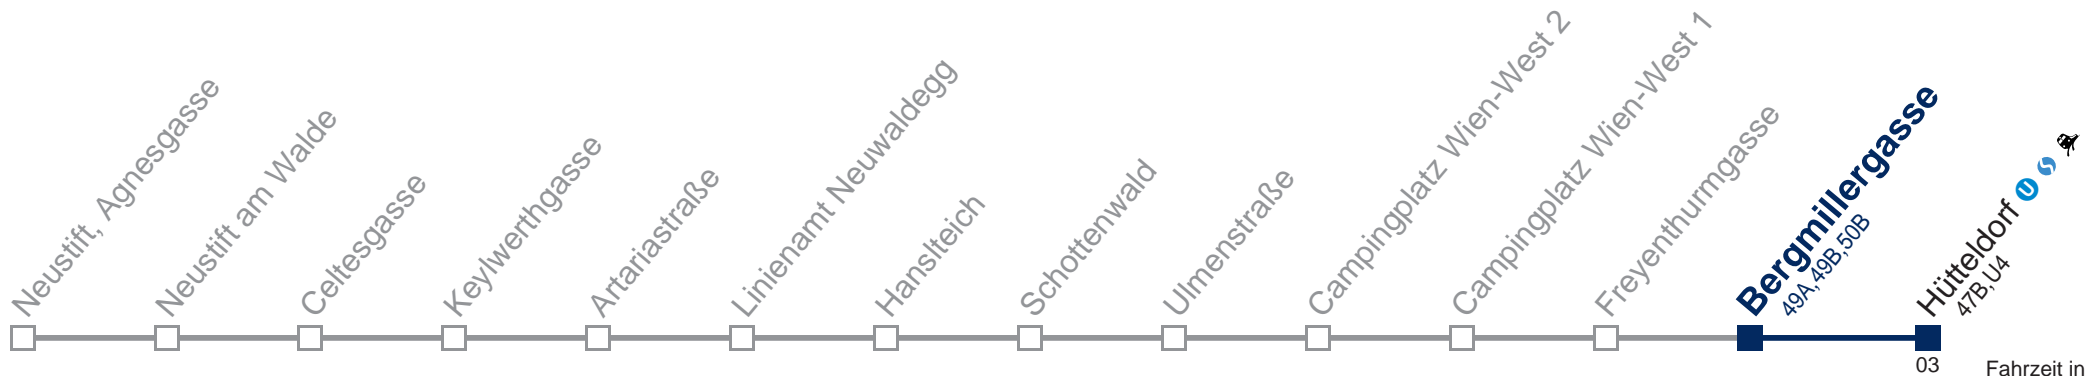 Neustift, Agnesgasse
Neustift am Walde
Celtesgasse
Keylwerthgasse
Artariastraße
Linienamt Neuwaldegg
Hanslteich
Schottenwald
Ulmenstraße
Campingplatz Wien-West 2
Campingplatz Wien-West 1
Freyenthurmgasse
Bergmillergasse
49A,49B,50B
Hütteldorf U S
47B,U4
03
Fahrzeit in